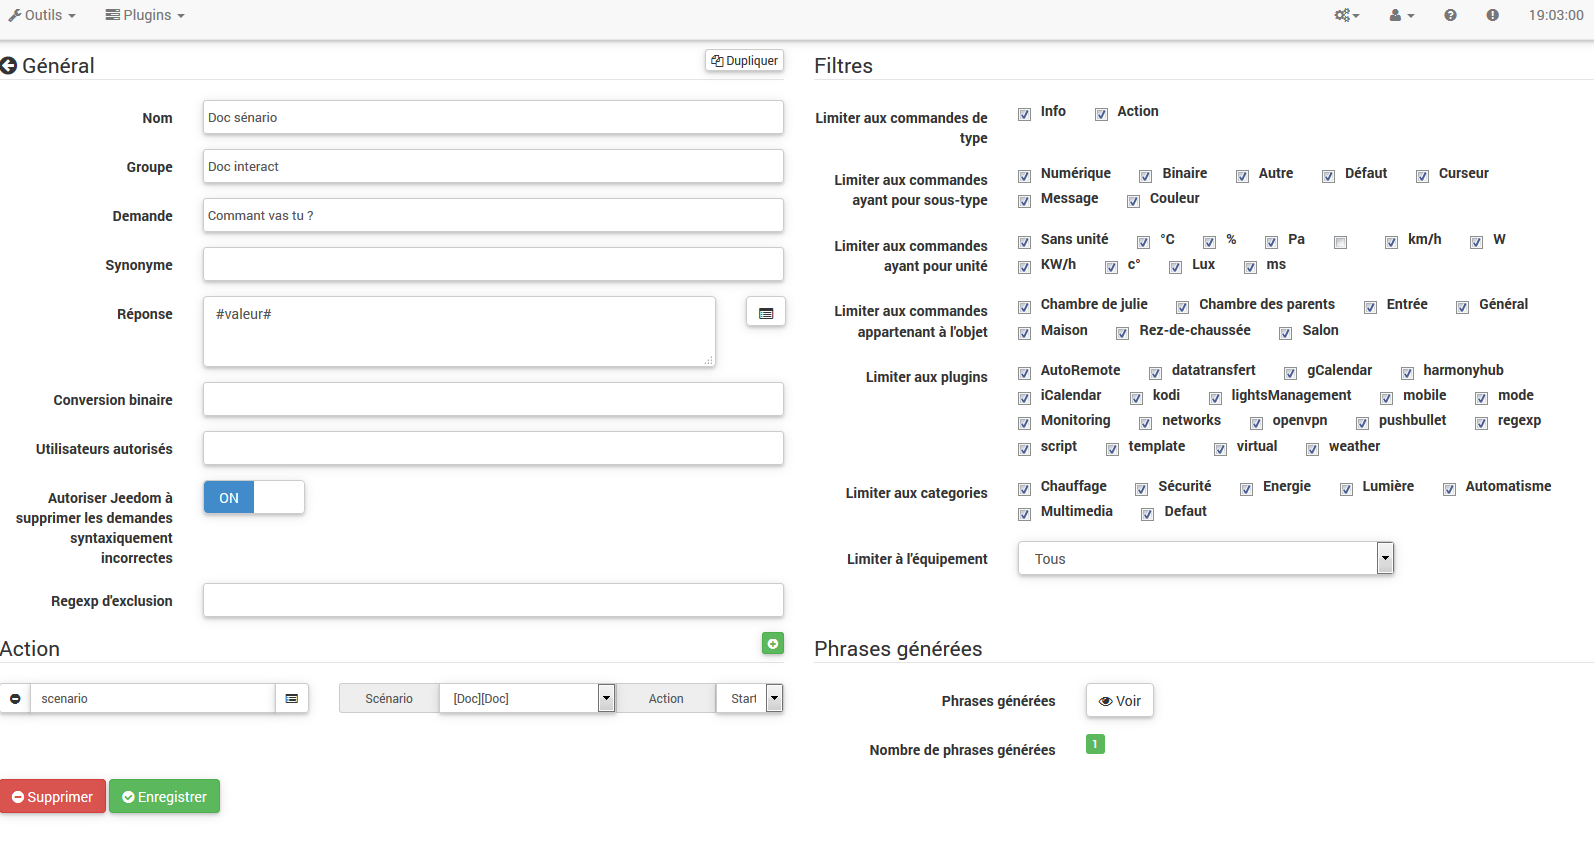 Outils Plugins 19:03:00
Général Dupliquer
Nom Doc sénario
Groupe Doc interact
Demande Commant vas tu ?
Synonyme
Réponse #valeur#
Conversion binaire
Utilisateurs autorisés
Autoriser Jeedom à ON
supprimer les demandes
syntaxiquement
incorrectes
Regexp d'exclusion
Action
scenario Scénario [Doc][Doc] Action Start
Supprimer Enregistrer
Filtres
Limiter aux commandes de Info Action
type
Limiter aux commandes Numérique Binaire Autre Défaut Curseur
ayant pour sous-type Message Couleur
Limiter aux commandes Sans unité °C % Pa km/h W
ayant pour unité KW/h c° Lux ms
Limiter aux commandes Chambre de julie Chambre des parents Entrée Général
appartenant à l'objet Maison Rez-de-chaussée Salon
Limiter aux plugins AutoRemote datatransfert gCalendar harmonyhub
iCalendar kodi lightsManagement mobile mode
Monitoring networks openvpn pushbullet regexp
script template virtual weather
Limiter aux categories Chauffage Sécurité Energie Lumière Automatisme
Multimedia Defaut
Limiter à l'équipement Tous
Phrases générées
Phrases générées Voir
Nombre de phrases générées 1